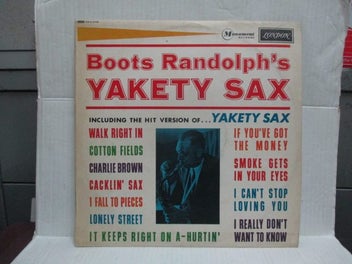 Monument
LONDON
Boots Randolph's
YAKETY SAX
INCLUDING THE HIT VERSION OF...YAKETY SAX
WALK RIGHT IN
COTTON FIELDS
CHARLIE BROWN
CACKLIN' SAX
I FALL TO PIECES
LONELY STREET
IT KEEPS RIGHT ON A-HURTIN'
IF YOU'VE GOT
THE MONEY
SMOKE GETS
IN YOUR EYES
I CAN'T STOP
LOVING YOU
I REALLY DON'T
WANT TO KNOW